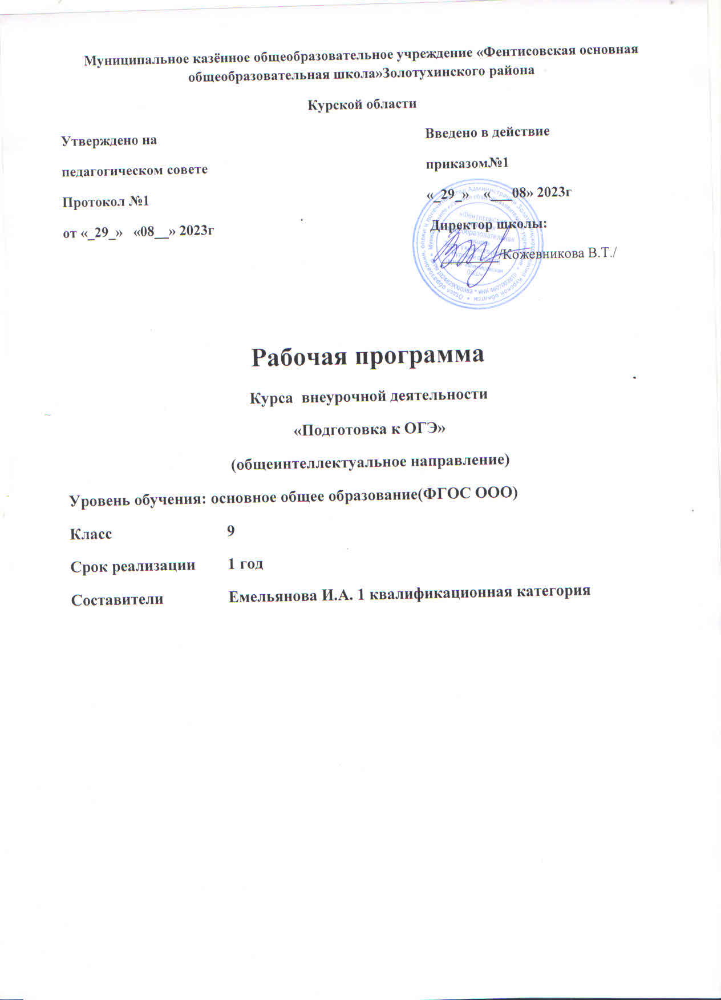 Муниципальное казённое общеобразовательное учреждение «Фентисовская основная
общеобразовательная школа»Золотухинского района
Курской области
Утверждено на
педагогическом совете
Протокол №1
от «_29_» «08__» 2023г
Введено в действие
приказом№1
«_29_» «___08» 2023г
Директор школы:
/Кожевникова В.Т./
Рабочая программа
Курса внеурочной деятельности
«Подготовка к ОГЭ»
(общеинтеллектуальное направление)
Уровень обучения: основное общее образование(ФГОС ООО)
Класс 9
Срок реализации 1 год
Составители Емельянова И.А. 1 квалификационная категория